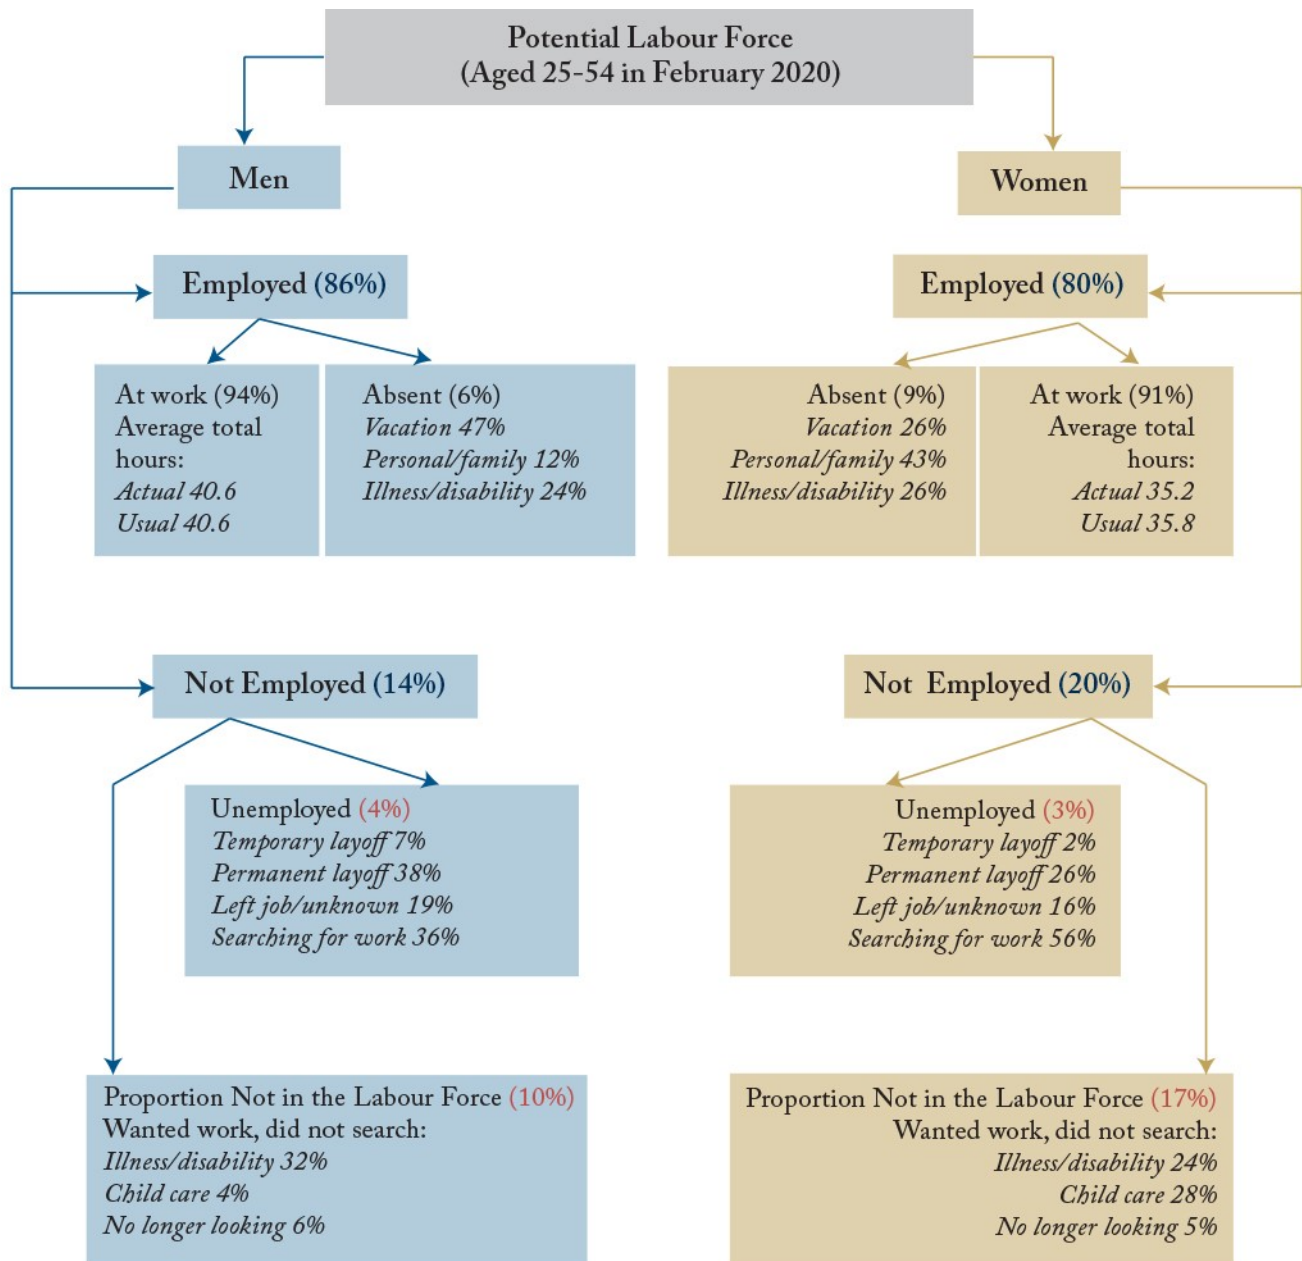 Potential Labour Force
(Aged 25-54 in February 2020)
Men
Women
Employed (86%)
Employed (80%)
At work (94%)
Average total
hours:
Actual 40.6
Usual 40.6
Absent (6%)
Vacation 47%
Personal/family 12%
Illness/disability 24%
Absent (9%)
Vacation 26%
Personal/family 43%
Illness/disability 26%
At work (91%)
Average total
hours:
Actual 35.2
Usual 35.8
Not Employed (14%)
Not Employed (20%)
Unemployed (4%)
Temporary layoff 7%
Permanent layoff 38%
Left job/unknown 19%
Searching for work 36%
Unemployed (3%)
Temporary layoff 2%
Permanent layoff 26%
Left job/unknown 16%
Searching for work 56%
Proportion Not in the Labour Force (10%)
Wanted work, did not search:
Illness/disability 32%
Child care 4%
No longer looking 6%
Proportion Not in the Labour Force (17%)
Wanted work, did not search:
Illness/disability 24%
Child care 28%
No longer looking 5%